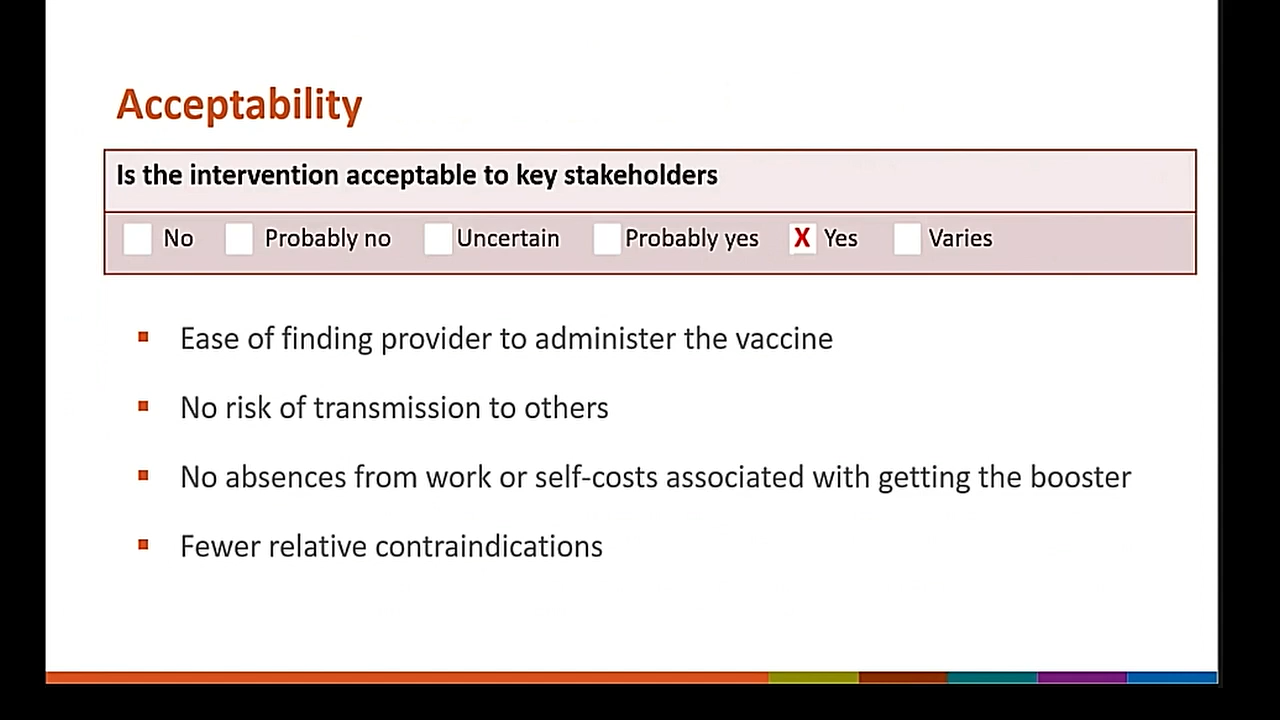 Acceptability
Is the intervention acceptable to key stakeholders
No Probably no Uncertain Probably yes X Yes Varies
Ease of finding provider to administer the vaccine
No risk of transmission to others
No absences from work or self-costs associated with getting the booster
Fewer relative contraindications